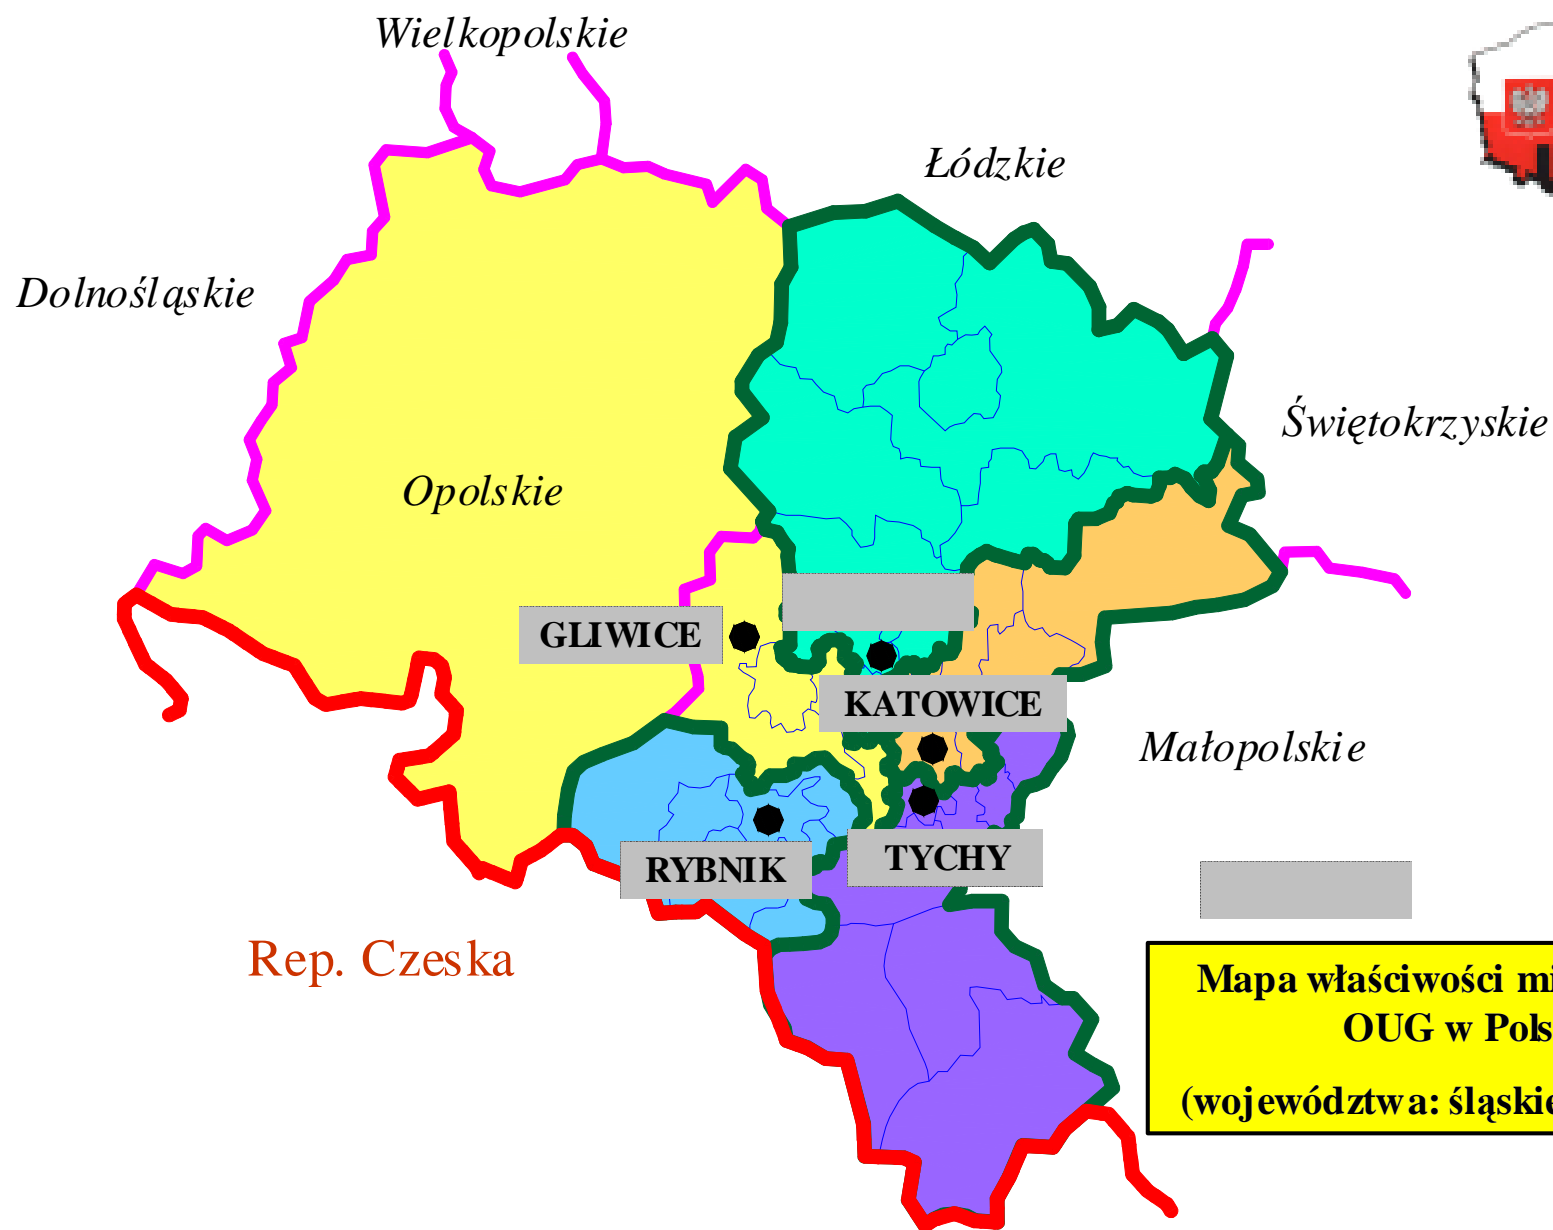 Wielkopolskie
Łódzkie
Dolnośląskie
Świętokrzyskie
Opolskie
GLIWICE
KATOWICE
Małopolskie
TYCHY
RYBNIK
Rep. Czeska
Mapa właściwości mi
OUG w Pols
(województwa: śląskie